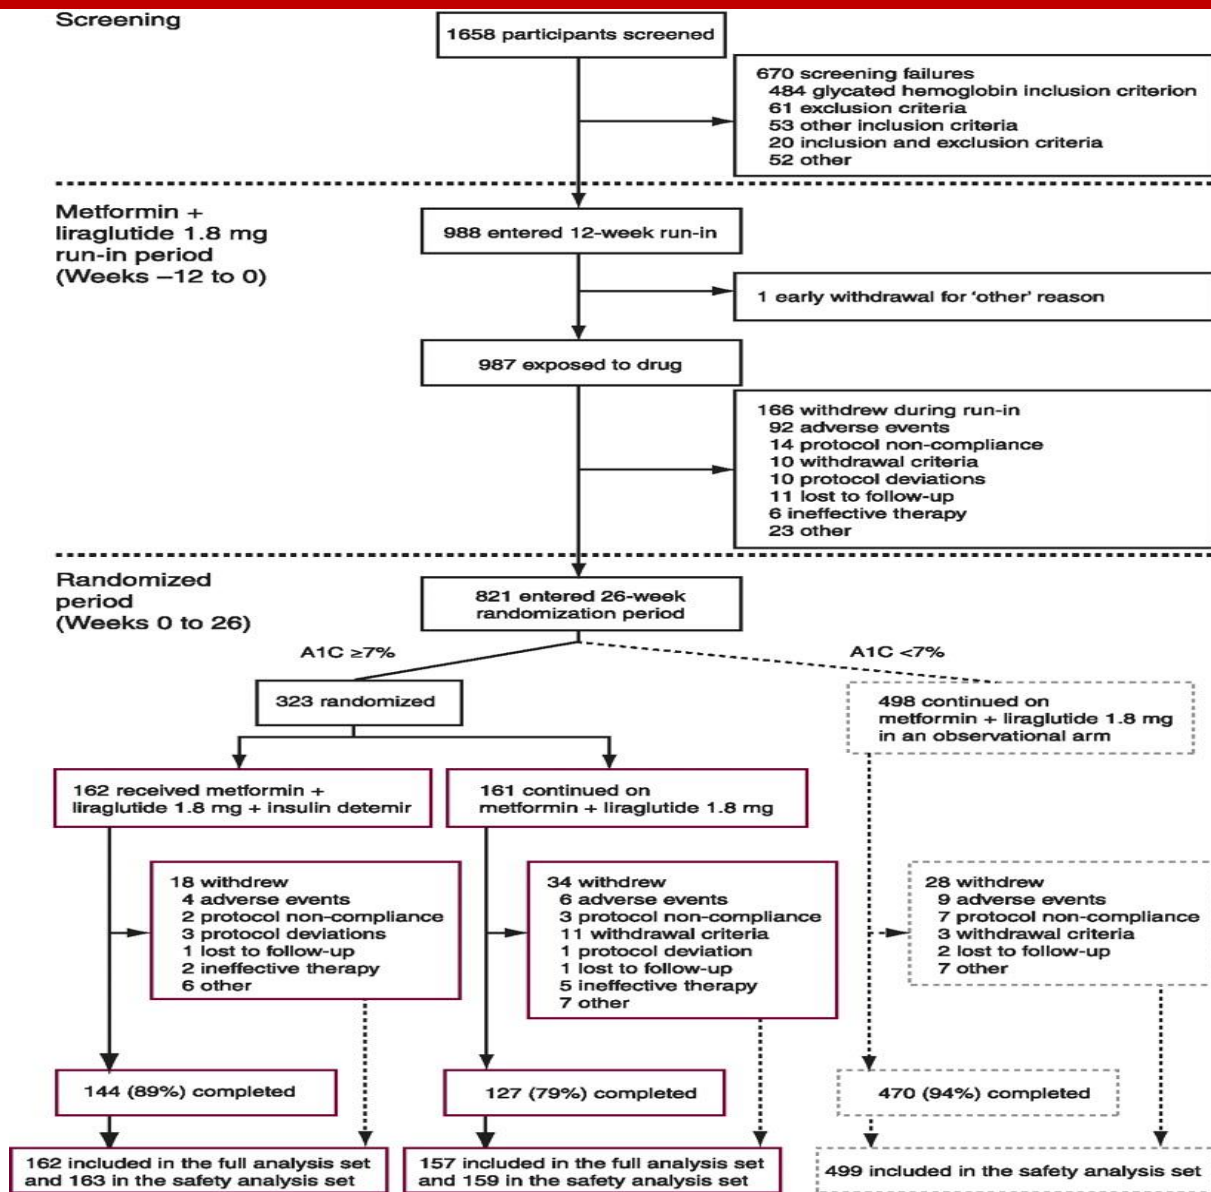 Screening
1658 participants screened
670 screening failures
484 glycated hemoglobin inclusion criterion
61 exclusion criteria
53 other inclusion criteria
20 inclusion and exclusion criteria
52 other
Metformin +
liraglutide 1.8 mg
run-in period
(Weeks –12 to 0)
988 entered 12-week run-in
1 early withdrawal for ‘other’ reason
987 exposed to drug
166 withdrew during run-in
92 adverse events
14 protocol non-compliance
10 withdrawal criteria
10 protocol deviations
11 lost to follow-up
6 ineffective therapy
23 other
Randomized
period
(Weeks 0 to 26)
821 entered 26-week
randomization period
A1C ≥7%
A1C <7%
323 randomized
498 continued on
metformin + liraglutide 1.8 mg
in an observational arm
162 received metformin +
liraglutide 1.8 mg + insulin detemir
161 continued on
metformin + liraglutide 1.8 mg
18 withdrew
4 adverse events
2 protocol non-compliance
3 protocol deviations
1 lost to follow-up
2 ineffective therapy
6 other
34 withdrew
6 adverse events
3 protocol non-compliance
11 withdrawal criteria
1 protocol deviation
1 lost to follow-up
5 ineffective therapy
7 other
28 withdrew
9 adverse events
7 protocol non-compliance
3 withdrawal criteria
2 lost to follow-up
7 other
144 (89%) completed
127 (79%) completed
470 (94%) completed
162 included in the full analysis set
and 163 in the safety analysis set
157 included in the full analysis set
and 159 in the safety analysis set
499 included in the safety analysis set